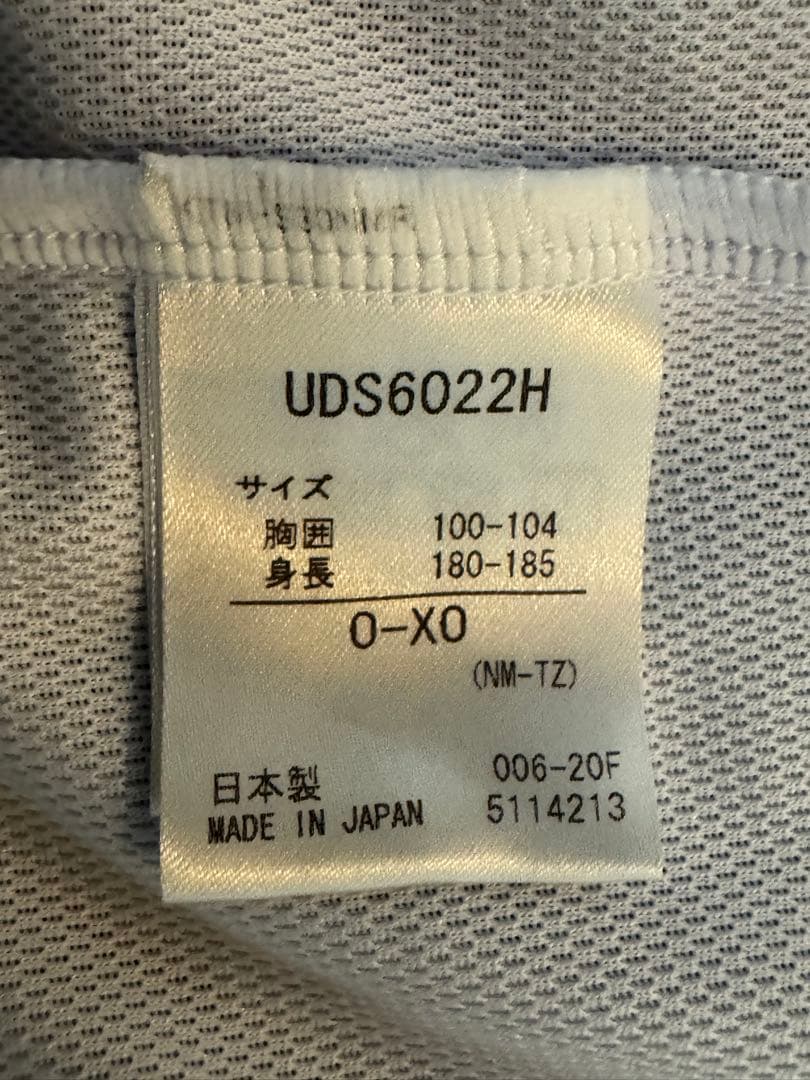 UDS6022H
サイズ
胸囲 100-104
身長 180-185
O-XO
(NM-TZ)
日本製 006-20F
MADE IN JAPAN 5114213